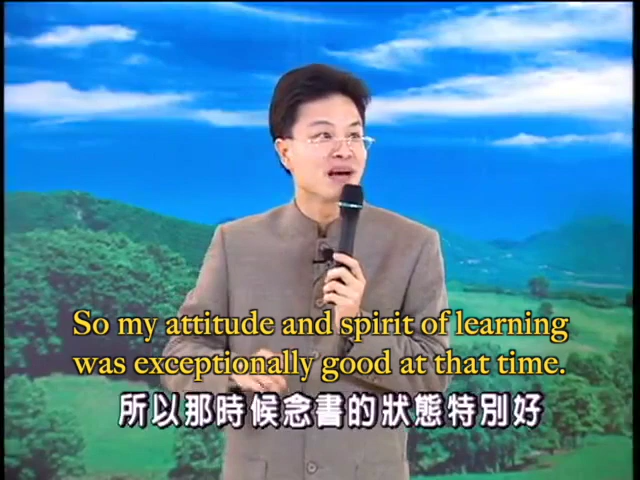 So my attitude and spirit of learning
was exceptionally good at that time.
所以那時候念書的狀態特別好